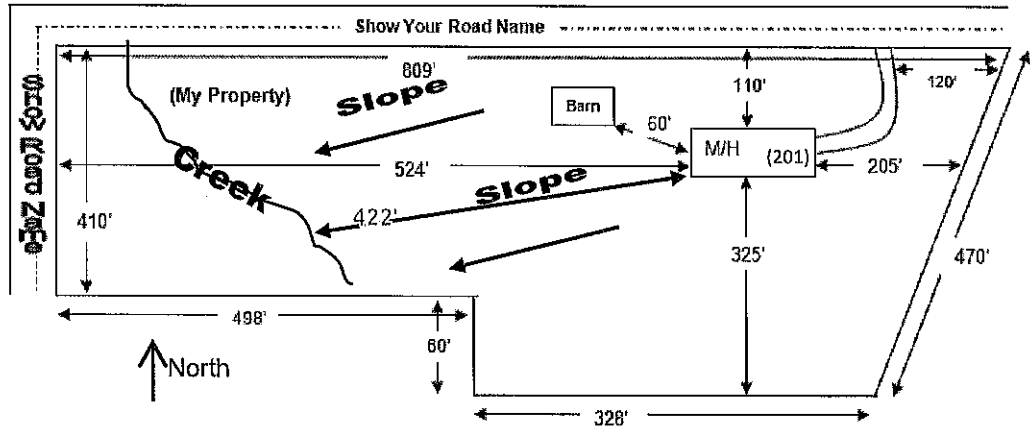 Show Your Road Name
Show Road Name
809'
(My Property)
Slope
110'
120'
Barn
60'
M/H
(201)
Creek
524'
205'
Slope
422'
410'
325'
470'
498'
60'
North
328'